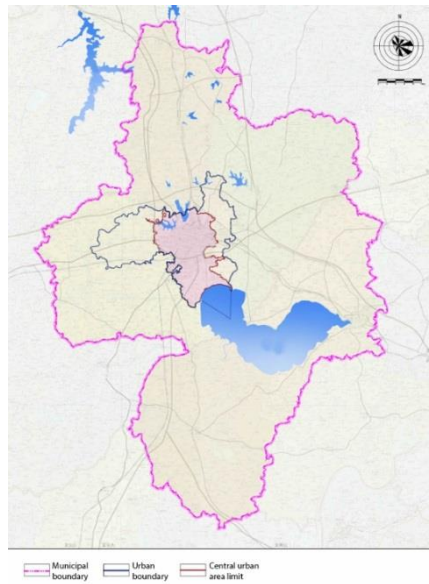 N
Municipal
boundary
Urban
boundary
Central urban
area limit